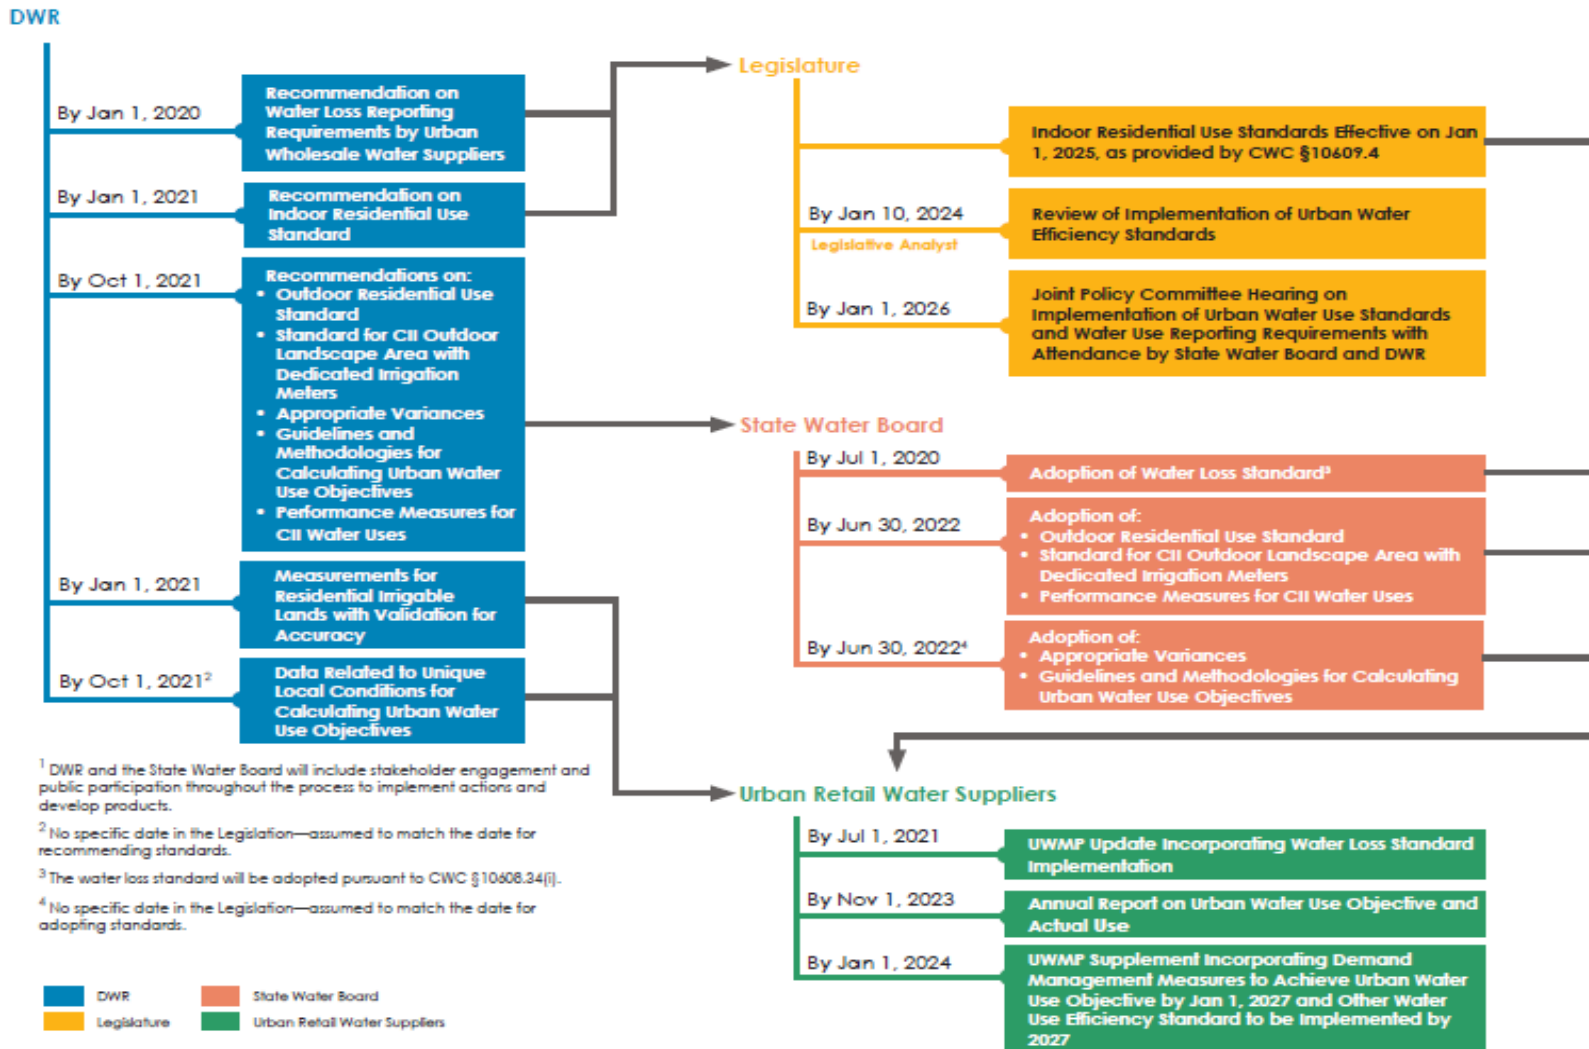 DWR
By Jan 1, 2020
Recommendation on
Water Loss Reporting
Requirements by Urban
Wholesale Water Suppliers
By Jan 1, 2021
Recommendation on
Indoor Residential Use
Standard
By Oct 1, 2021
Recommendations on:
• Outdoor Residential Use
Standard
• Standard for CII Outdoor
Landscape Area with
Dedicated Irrigation
Meters
• Appropriate Variances
• Guidelines and
Methodologies for
Calculating Urban Water
Use Objectives
• Performance Measures for
CII Water Uses
By Jan 1, 2021
Measurements for
Residential Irrigable
Lands with Validation for
Accuracy
By Oct 1, 2021²
Data Related to Unique
Local Conditions for
Calculating Urban Water
Use Objectives
Legislature
Indoor Residential Use Standards Effective on Jan
1, 2025, as provided by CWC §10609.4
By Jan 10, 2024
Legislative Analyst
Review of Implementation of Urban Water
Efficiency Standards
By Jan 1, 2026
Joint Policy Committee Hearing on
Implementation of Urban Water Use Standards
and Water Use Reporting Requirements with
Attendance by State Water Board and DWR
State Water Board
By Jul 1, 2020
Adoption of Water Loss Standard³
By Jun 30, 2022
Adoption of:
• Outdoor Residential Use Standard
• Standard for CII Outdoor Landscape Area with
Dedicated Irrigation Meters
• Performance Measures for CII Water Uses
By Jun 30, 2022⁴
Adoption of:
• Appropriate Variances
• Guidelines and Methodologies for Calculating
Urban Water Use Objectives
Urban Retail Water Suppliers
By Jul 1, 2021
UWMP Update Incorporating Water Loss Standard
Implementation
By Nov 1, 2023
Annual Report on Urban Water Use Objective and
Actual Use
By Jan 1, 2024
UWMP Supplement Incorporating Demand
Management Measures to Achieve Urban Water
Use Objective by Jan 1, 2027 and Other Water
Use Efficiency Standard to be Implemented by
2027
¹ DWR and the State Water Board will include stakeholder engagement and
public participation throughout the process to implement actions and
develop products.
² No specific date in the Legislation—assumed to match the date for
recommending standards.
³ The water loss standard will be adopted pursuant to CWC §10608.34(i).
⁴ No specific date in the Legislation—assumed to match the date for
adopting standards.
DWR
State Water Board
Legislature
Urban Retail Water Suppliers